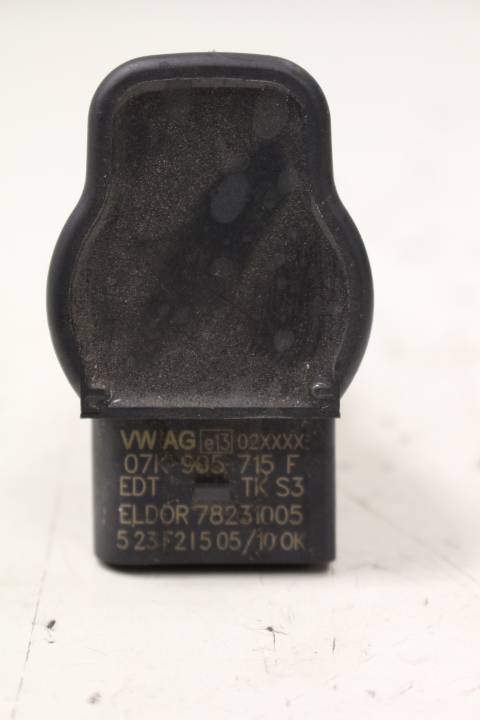 VW AG e13 02XXXX
07K 905 715 F
EDT TK S3
ELDOR 78231005
5 23 F215 05/10 OK